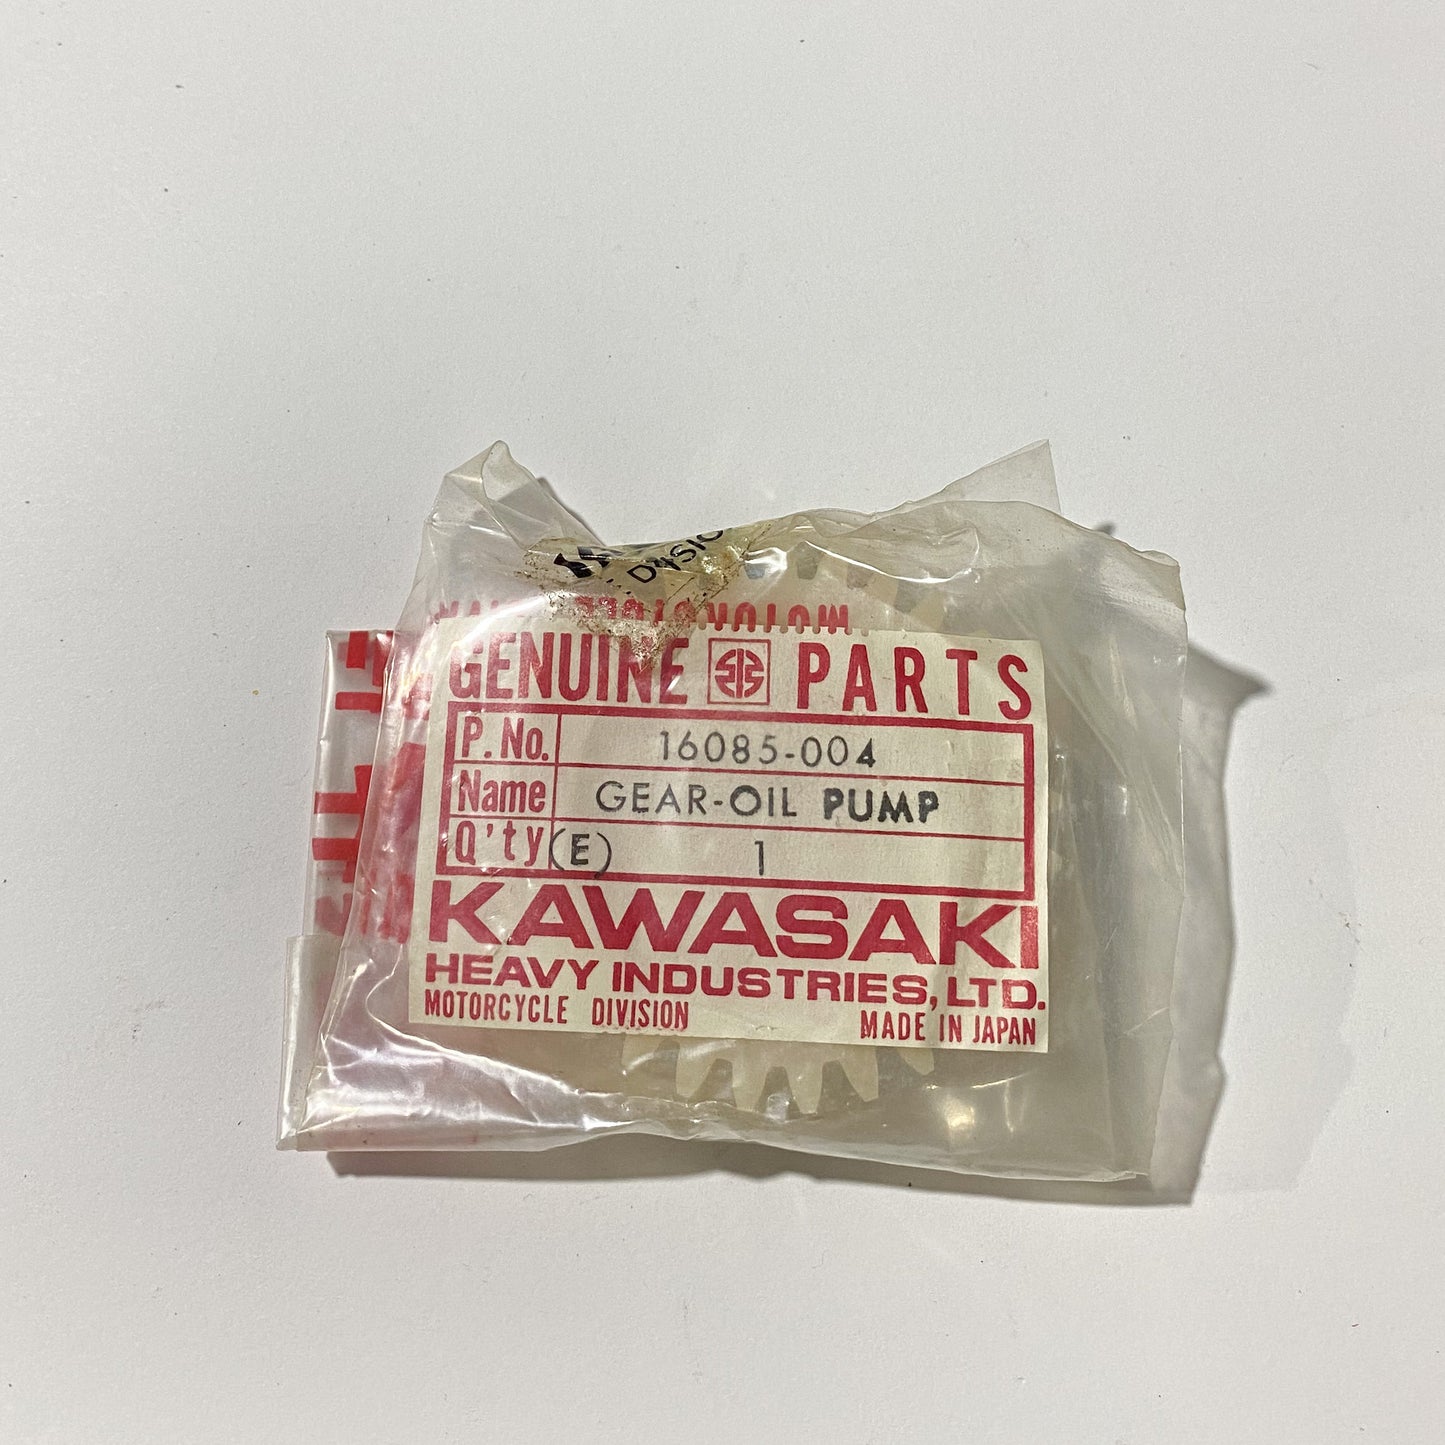 GENUINE PARTS
P. No. 16085-004
Name GEAR-OIL PUMP
Q'ty (E) 1
KAWASAKI
HEAVY INDUSTRIES, LTD.
MOTORCYCLE DIVISION MADE IN JAPAN